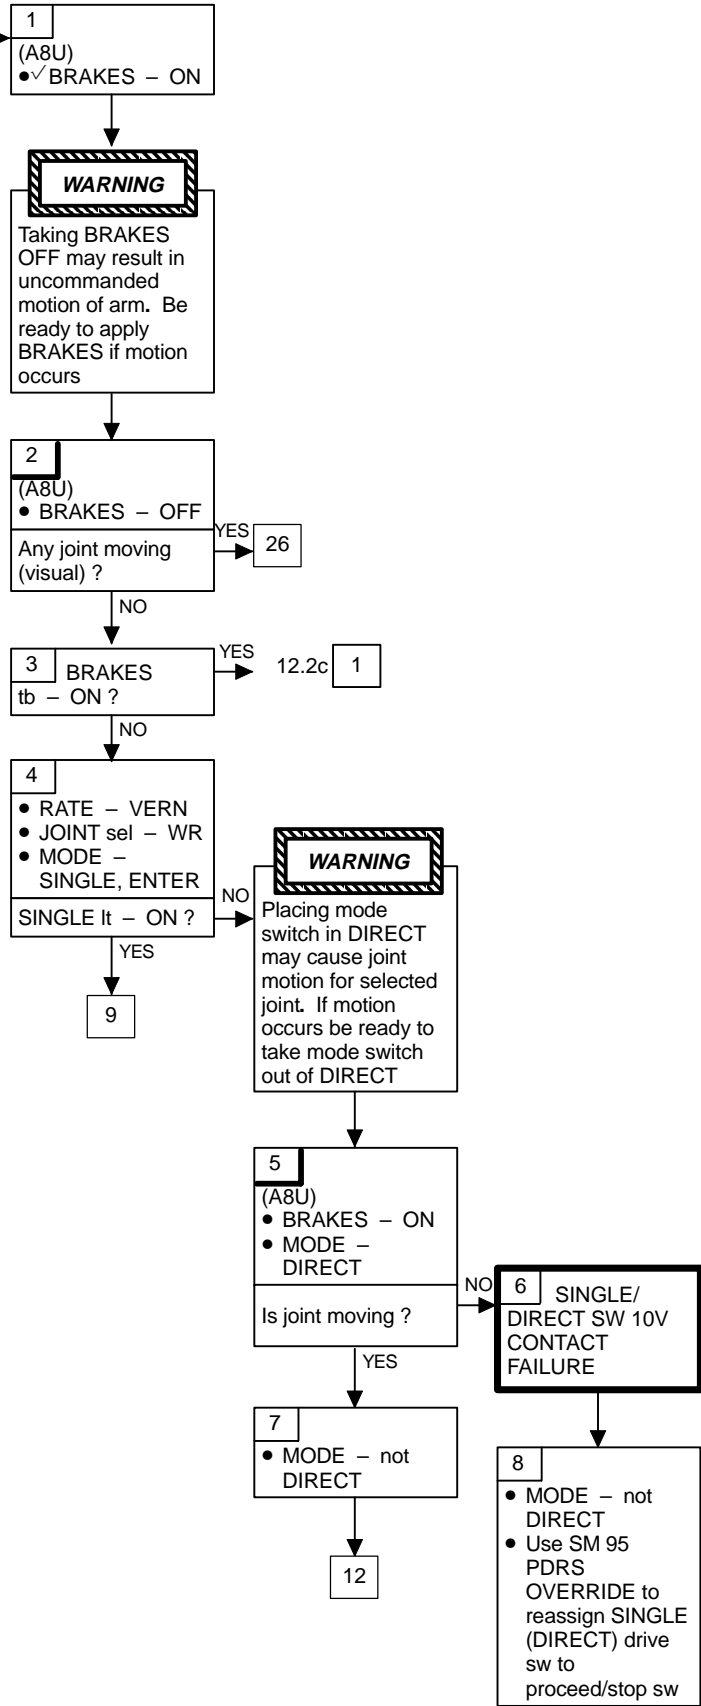 1
(A8U)
●√BRAKES – ON
WARNING
Taking BRAKES
OFF may result in
uncommanded
motion of arm. Be
ready to apply
BRAKES if motion
occurs
2
(A8U)
● BRAKES – OFF
Any joint moving
(visual) ?
YES
26
NO
3 BRAKES
tb – ON ?
YES
12.2c 1
NO
4
● RATE – VERN
● JOINT sel – WR
● MODE –
SINGLE, ENTER
SINGLE lt – ON ?
NO
YES
9
WARNING
Placing mode
switch in DIRECT
may cause joint
motion for selected
joint. If motion
occurs be ready to
take mode switch
out of DIRECT
5
(A8U)
● BRAKES – ON
● MODE –
DIRECT
Is joint moving ?
NO
YES
6 SINGLE/
DIRECT SW 10V
CONTACT
FAILURE
7
● MODE – not
DIRECT
12
8
● MODE – not
DIRECT
● Use SM 95
PDRS
OVERRIDE to
reassign SINGLE
(DIRECT) drive
sw to
proceed/stop sw